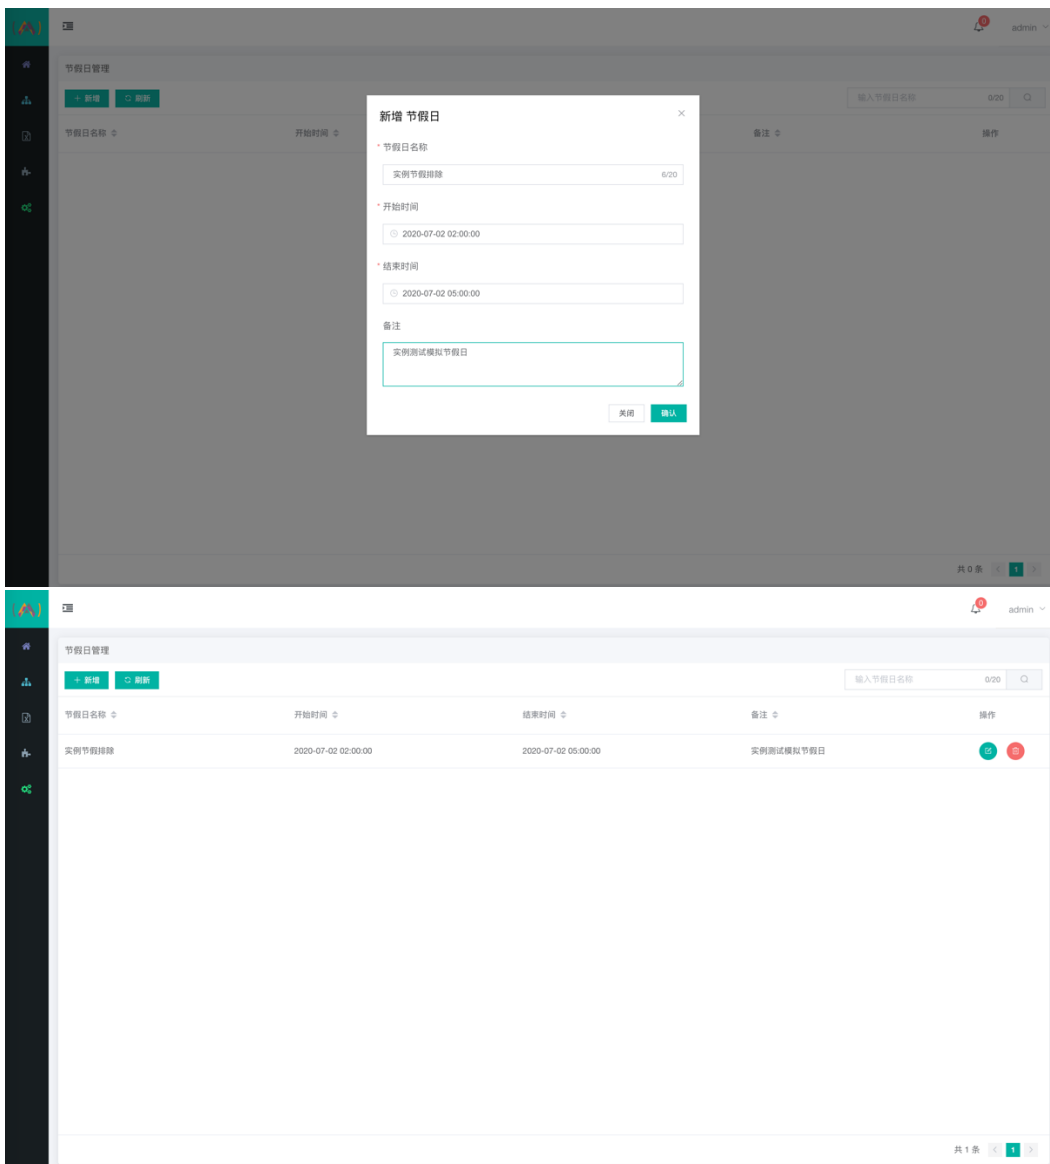 0
admin
节假日管理
+ 新增
刷新
输入节假日名称
0/20
节假日名称
开始时间
备注
操作
新增 节假日
* 节假日名称
实例节假排除
6/20
* 开始时间
2020-07-02 02:00:00
* 结束时间
2020-07-02 05:00:00
备注
实例测试模拟节假日
关闭
确认
共 0 条
1
0
admin
节假日管理
+ 新增
刷新
输入节假日名称
0/20
节假日名称
开始时间
结束时间
备注
操作
实例节假排除
2020-07-02 02:00:00
2020-07-02 05:00:00
实例测试模拟节假日
共 1 条
1